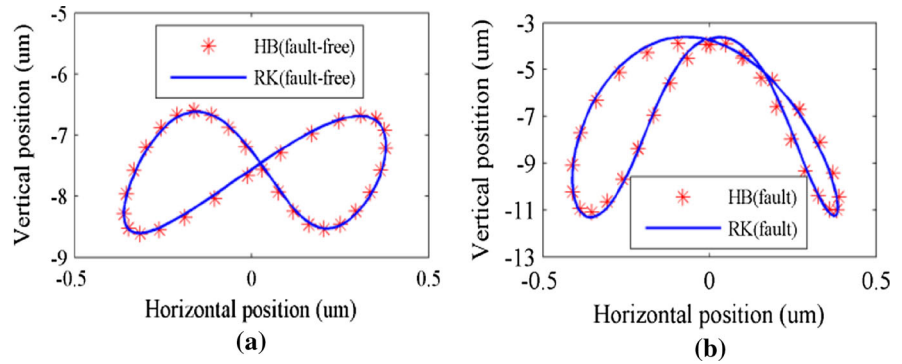 -5
-6
-7
-8
-9
Vertical position (um)
HB(fault-free)
RK(fault-free)
-0.5
0
0.5
Horizontal position (um)
(a)
-3
-5
-7
-9
-11
-13
Vertical postition (um)
HB(fault)
RK(fault)
-0.5
0
0.5
Horizontal position (um)
(b)